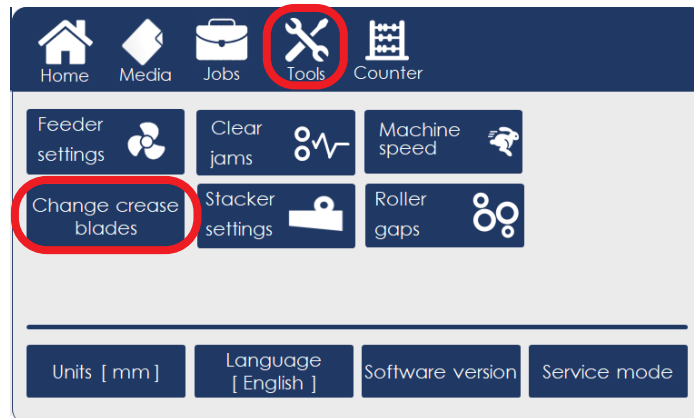 Home Media Jobs Tools Counter
Feeder
settings
Clear
jams
Machine
speed
Change crease
blades
Stacker
settings
Roller
gaps
Units [ mm ]
Language
[ English ]
Software version
Service mode